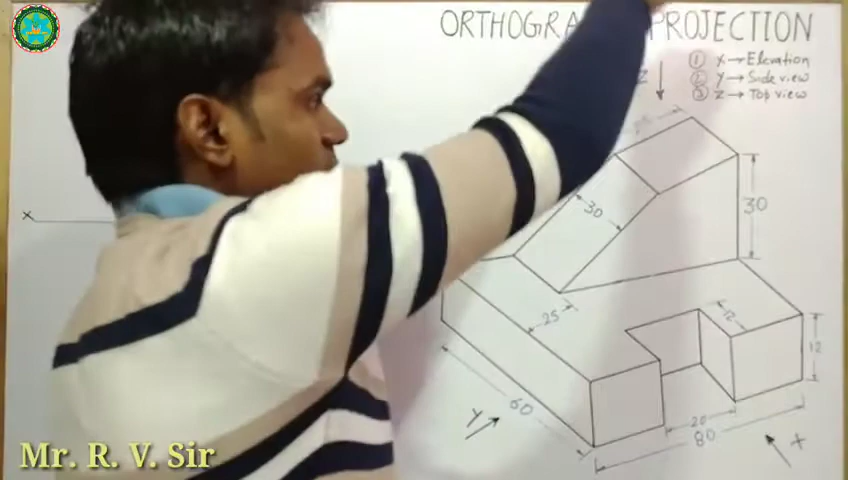 ORTHOGRA PROJECTION
① X→Elevation
② Y→Side view
③ Z→Top view
Z
30
30
X
25
12
12
60
Y
20
80
X
Mr. R. V. Sir